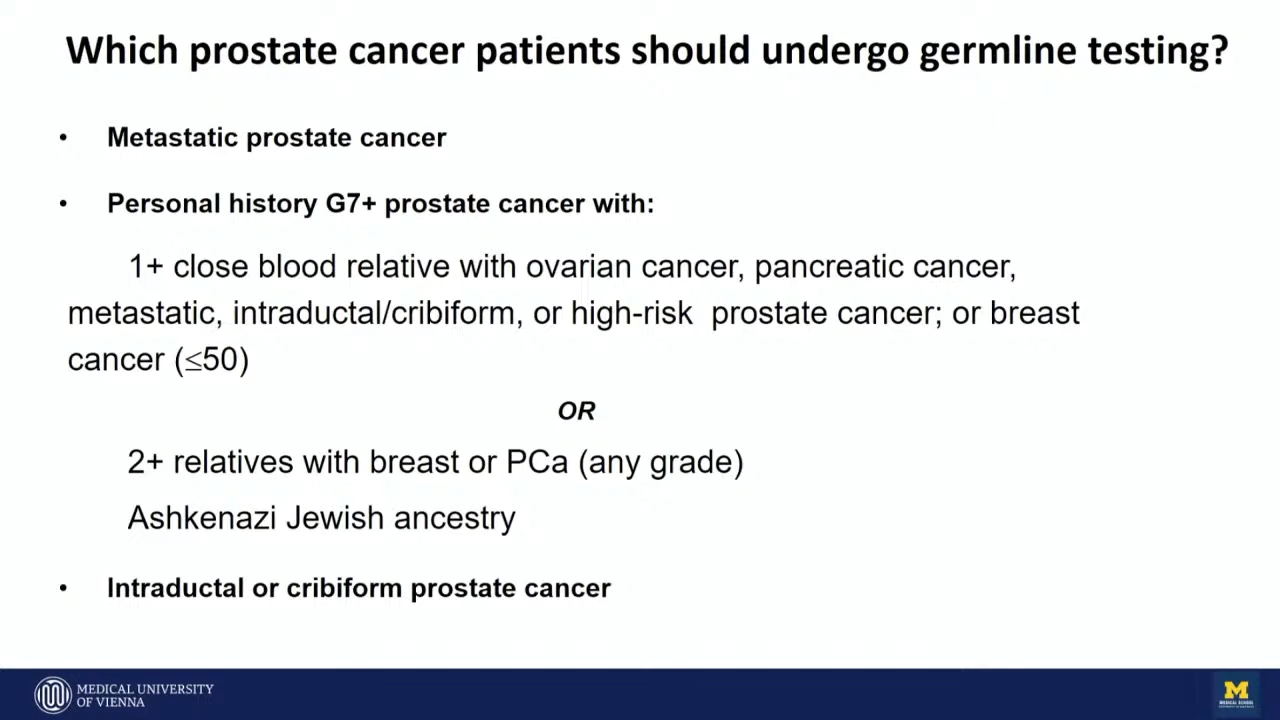 Which prostate cancer patients should undergo germline testing?
• Metastatic prostate cancer
• Personal history G7+ prostate cancer with:
1+ close blood relative with ovarian cancer, pancreatic cancer,
metastatic, intraductal/cribiform, or high-risk prostate cancer; or breast
cancer (≤50)
OR
2+ relatives with breast or PCa (any grade)
Ashkenazi Jewish ancestry
• Intraductal or cribiform prostate cancer
MEDICAL UNIVERSITY
OF VIENNA
M
MEDICAL SCHOOL